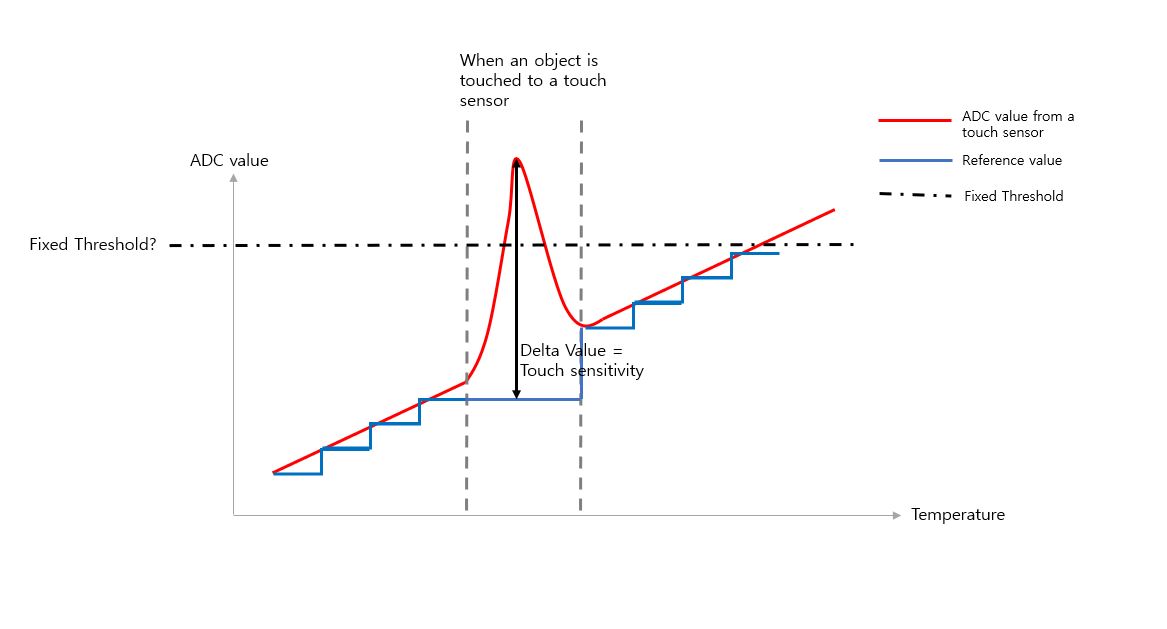 When an object is
touched to a touch
sensor
ADC value from a
touch sensor
Reference value
Fixed Threshold
ADC value
Fixed Threshold?
Delta Value =
Touch sensitivity
Temperature